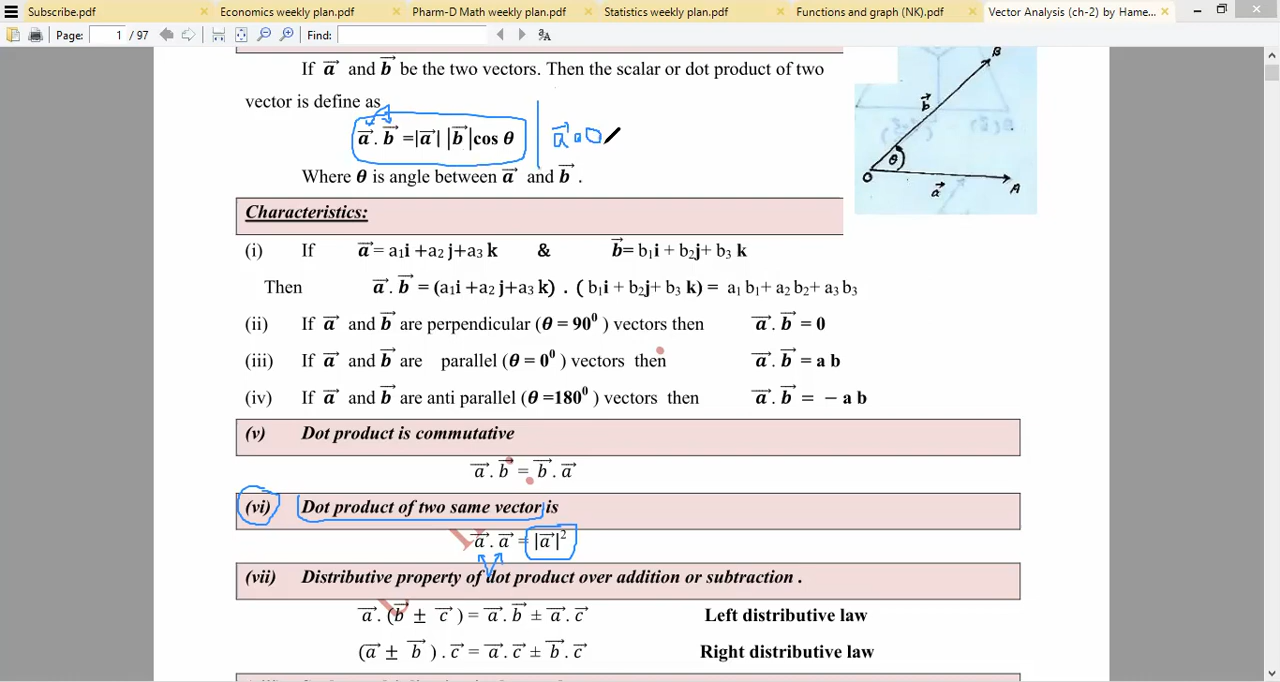 Subscribe.pdf Economics weekly plan.pdf Pharm-D Math weekly plan.pdf Statistics weekly plan.pdf Functions and graph (NK).pdf Vector Analysis (ch-2) by Hame...
Page: 1 / 97 Find:
If a⃗ and b⃗ be the two vectors. Then the scalar or dot product of two
vector is define as
a⃗ . b⃗ =|a⃗| |b⃗|cos θ
a⃗
Where θ is angle between a⃗ and b⃗ .
B
b⃗
θ
O
a⃗
A
Characteristics:
(i) If a⃗= a₁i +a₂ j+a₃ k & b⃗= b₁i + b₂j+ b₃ k
Then a⃗. b⃗ = (a₁i +a₂ j+a₃ k) . ( b₁i + b₂j+ b₃ k) = a₁ b₁+ a₂ b₂+ a₃ b₃
(ii) If a⃗ and b⃗ are perpendicular (θ = 90⁰ ) vectors then a⃗ . b⃗ = 0
(iii) If a⃗ and b⃗ are parallel (θ = 0⁰ ) vectors then a⃗ . b⃗ = a b
(iv) If a⃗ and b⃗ are anti parallel (θ =180⁰ ) vectors then a⃗ . b⃗ = − a b
(v) Dot product is commutative
a⃗ . b⃗ = b⃗ . a⃗
(vi) Dot product of two same vector is
a⃗ . a⃗ = |a⃗|²
(vii) Distributive property of dot product over addition or subtraction .
a⃗ . (b⃗ ± c⃗ ) = a⃗ . b⃗ ± a⃗ . c⃗ Left distributive law
(a⃗ ± b⃗ ) . c⃗ = a⃗ . c⃗ ± b⃗ . c⃗ Right distributive law